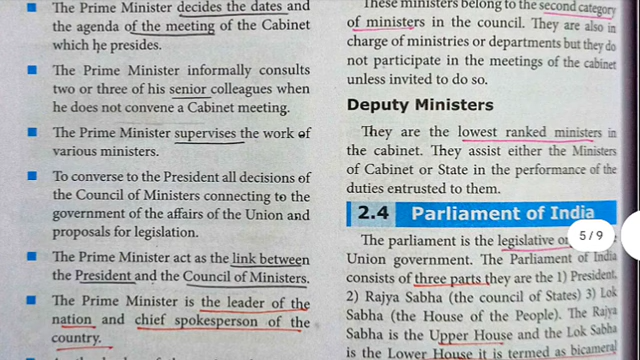 The Prime Minister decides the dates and
the agenda of the meeting of the Cabinet
which he presides.
The Prime Minister informally consults
two or three of his senior colleagues when
he does not convene a Cabinet meeting.
The Prime Minister supervises the work of
various ministers.
To converse to the President all decisions of
the Council of Ministers connecting to the
government of the affairs of the Union and
proposals for legislation.
The Prime Minister act as the link between
the President and the Council of Ministers.
The Prime Minister is the leader of the
nation and chief spokesperson of the
country.
These ministers belong to the second category
of ministers in the council. They are also in
charge of ministries or departments but they do
not participate in the meetings of the cabinet
unless invited to do so.
Deputy Ministers
They are the lowest ranked ministers in
the cabinet. They assist either the Ministers
of Cabinet or State in the performance of the
duties entrusted to them.
2.4 Parliament of India
5/9
The parliament is the legislative
Union government. The Parliament of India
consists of three parts they are the 1) President,
2) Rajya Sabha (the council of States) 3) Lok
Sabha (the House of the People). The Rajya
Sabha is the Upper House and the Lok Sabha
is the Lower House it is termed as bicameral